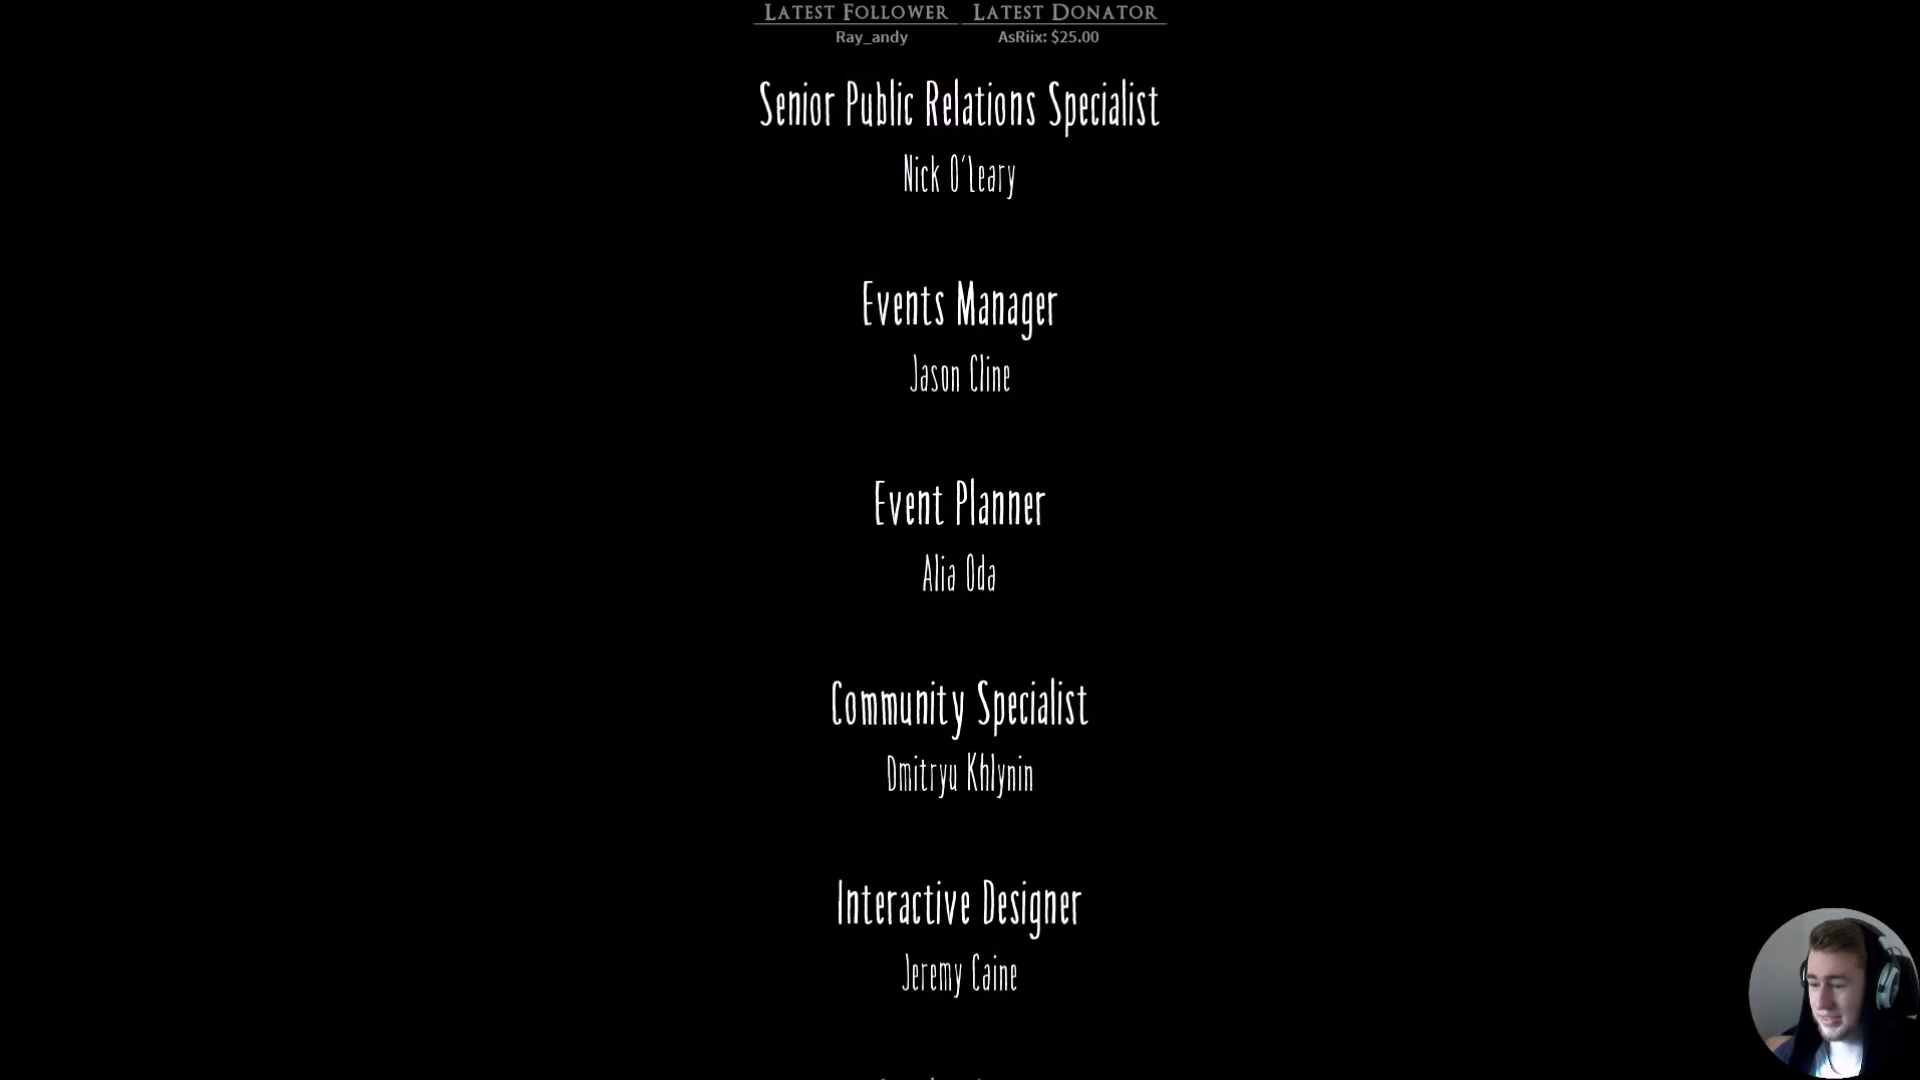 Latest Follower Latest Donator
Ray_andy AsRiix: $25.00
Senior Public Relations Specialist
Nick O'Leary
Events Manager
Jason Cline
Event Planner
Alia Oda
Community Specialist
Dmitryu Khlynin
Interactive Designer
Jeremy Caine